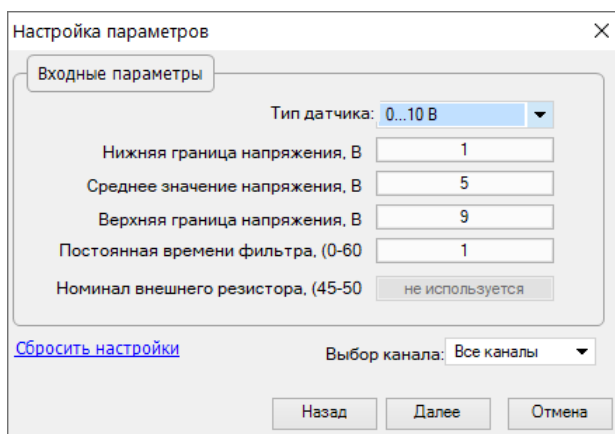 Настройка параметров
Входные параметры
Тип датчика: 0...10 В
Нижняя граница напряжения, В 1
Среднее значение напряжения, В 5
Верхняя граница напряжения, В 9
Постоянная времени фильтра, (0-60 1
Номинал внешнего резистора, (45-50 не используется
Сбросить настройки Выбор канала: Все каналы
Назад Далее Отмена